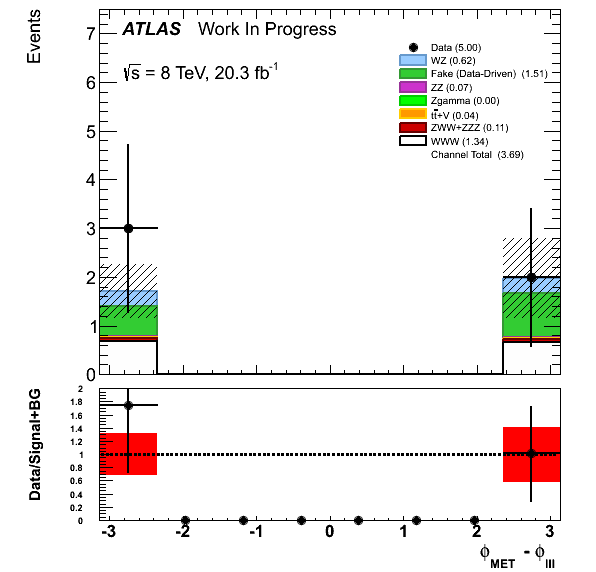 Events
ATLAS Work In Progress
√s = 8 TeV, 20.3 fb⁻¹
Data (5.00)
WZ (0.62)
Fake (Data-Driven) (1.51)
ZZ (0.07)
Zgamma (0.00)
tt̄+V (0.04)
ZWW+ZZZ (0.11)
WWW (1.34)
Channel Total (3.69)
7
6
5
4
3
2
1
0
Data/Signal+BG
2
1.8
1.6
1.4
1.2
1
0.8
0.6
0.4
0.2
0
-3 -2 -1 0 1 2 3
ϕMET - ϕlll